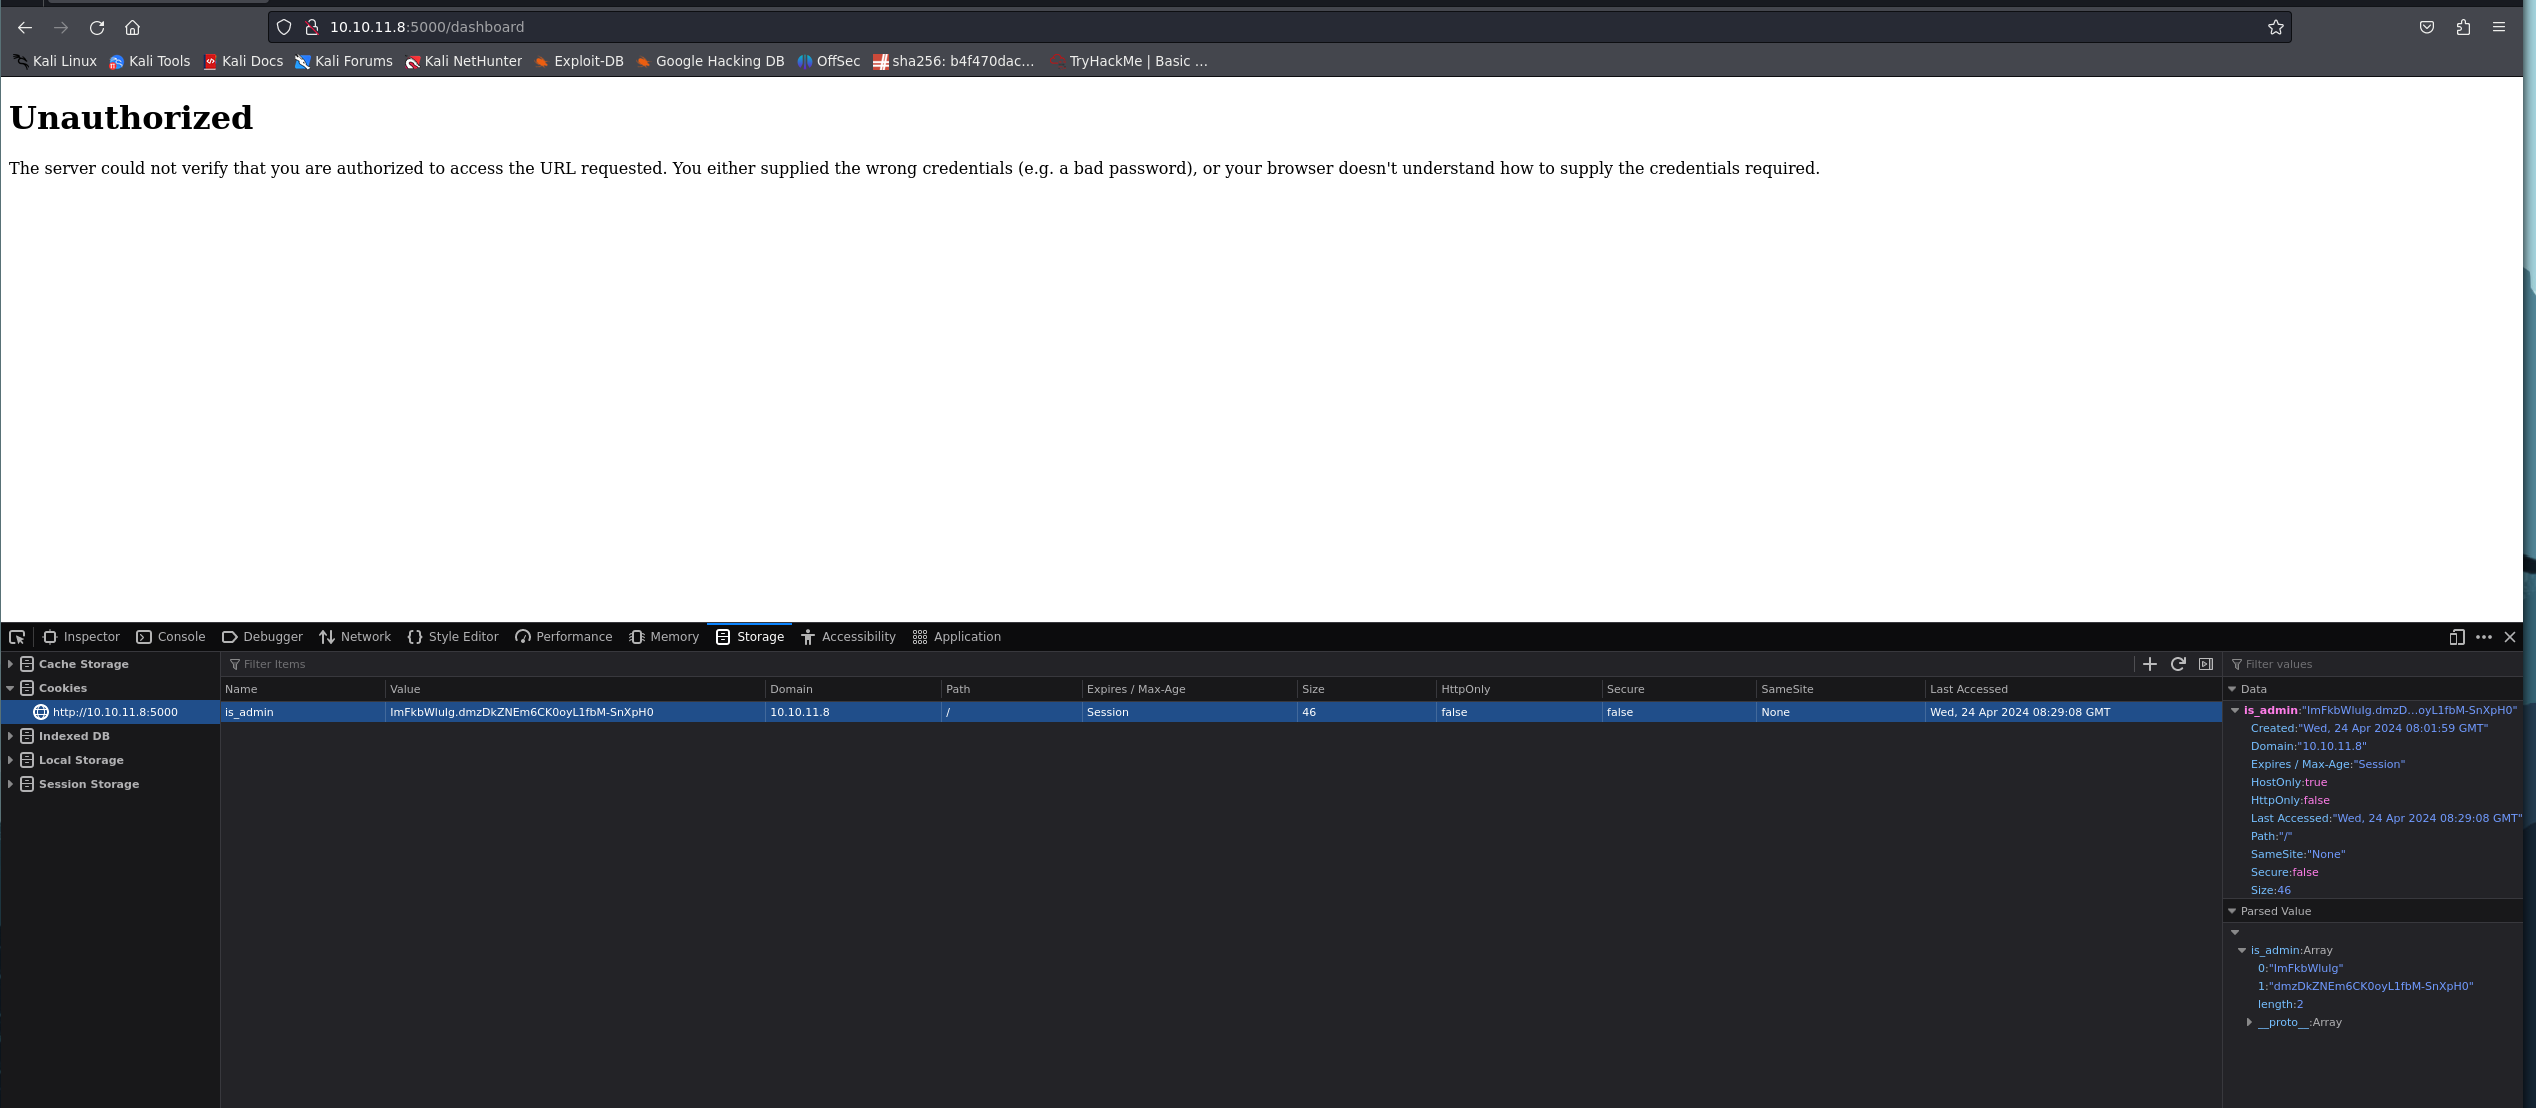 10.10.11.8:5000/dashboard
Kali Linux Kali Tools Kali Docs Kali Forums Kali NetHunter Exploit-DB Google Hacking DB OffSec sha256: b4f470dac... TryHackMe | Basic ...
Unauthorized
The server could not verify that you are authorized to access the URL requested. You either supplied the wrong credentials (e.g. a bad password), or your browser doesn't understand how to supply the credentials required.
Inspector Console Debugger Network Style Editor Performance Memory Storage Accessibility Application
Cache Storage
Cookies
http://10.10.11.8:5000
Indexed DB
Local Storage
Session Storage
Filter Items
Name Value Domain Path Expires / Max-Age Size HttpOnly Secure SameSite Last Accessed
is_admin ImFkbWluIg.dmzDkZNEm6CK0oyL1fbM-SnXpH0 10.10.11.8 / Session 46 false false None Wed, 24 Apr 2024 08:29:08 GMT
Filter values
Data
is_admin:"ImFkbWluIg.dmzD...oyL1fbM-SnXpH0"
Created:"Wed, 24 Apr 2024 08:01:59 GMT"
Domain:"10.10.11.8"
Expires / Max-Age:"Session"
HostOnly:true
HttpOnly:false
Last Accessed:"Wed, 24 Apr 2024 08:29:08 GMT"
Path:"/"
SameSite:"None"
Secure:false
Size:46
Parsed Value
is_admin:Array
0:"ImFkbWluIg"
1:"dmzDkZNEm6CK0oyL1fbM-SnXpH0"
length:2
__proto__:Array